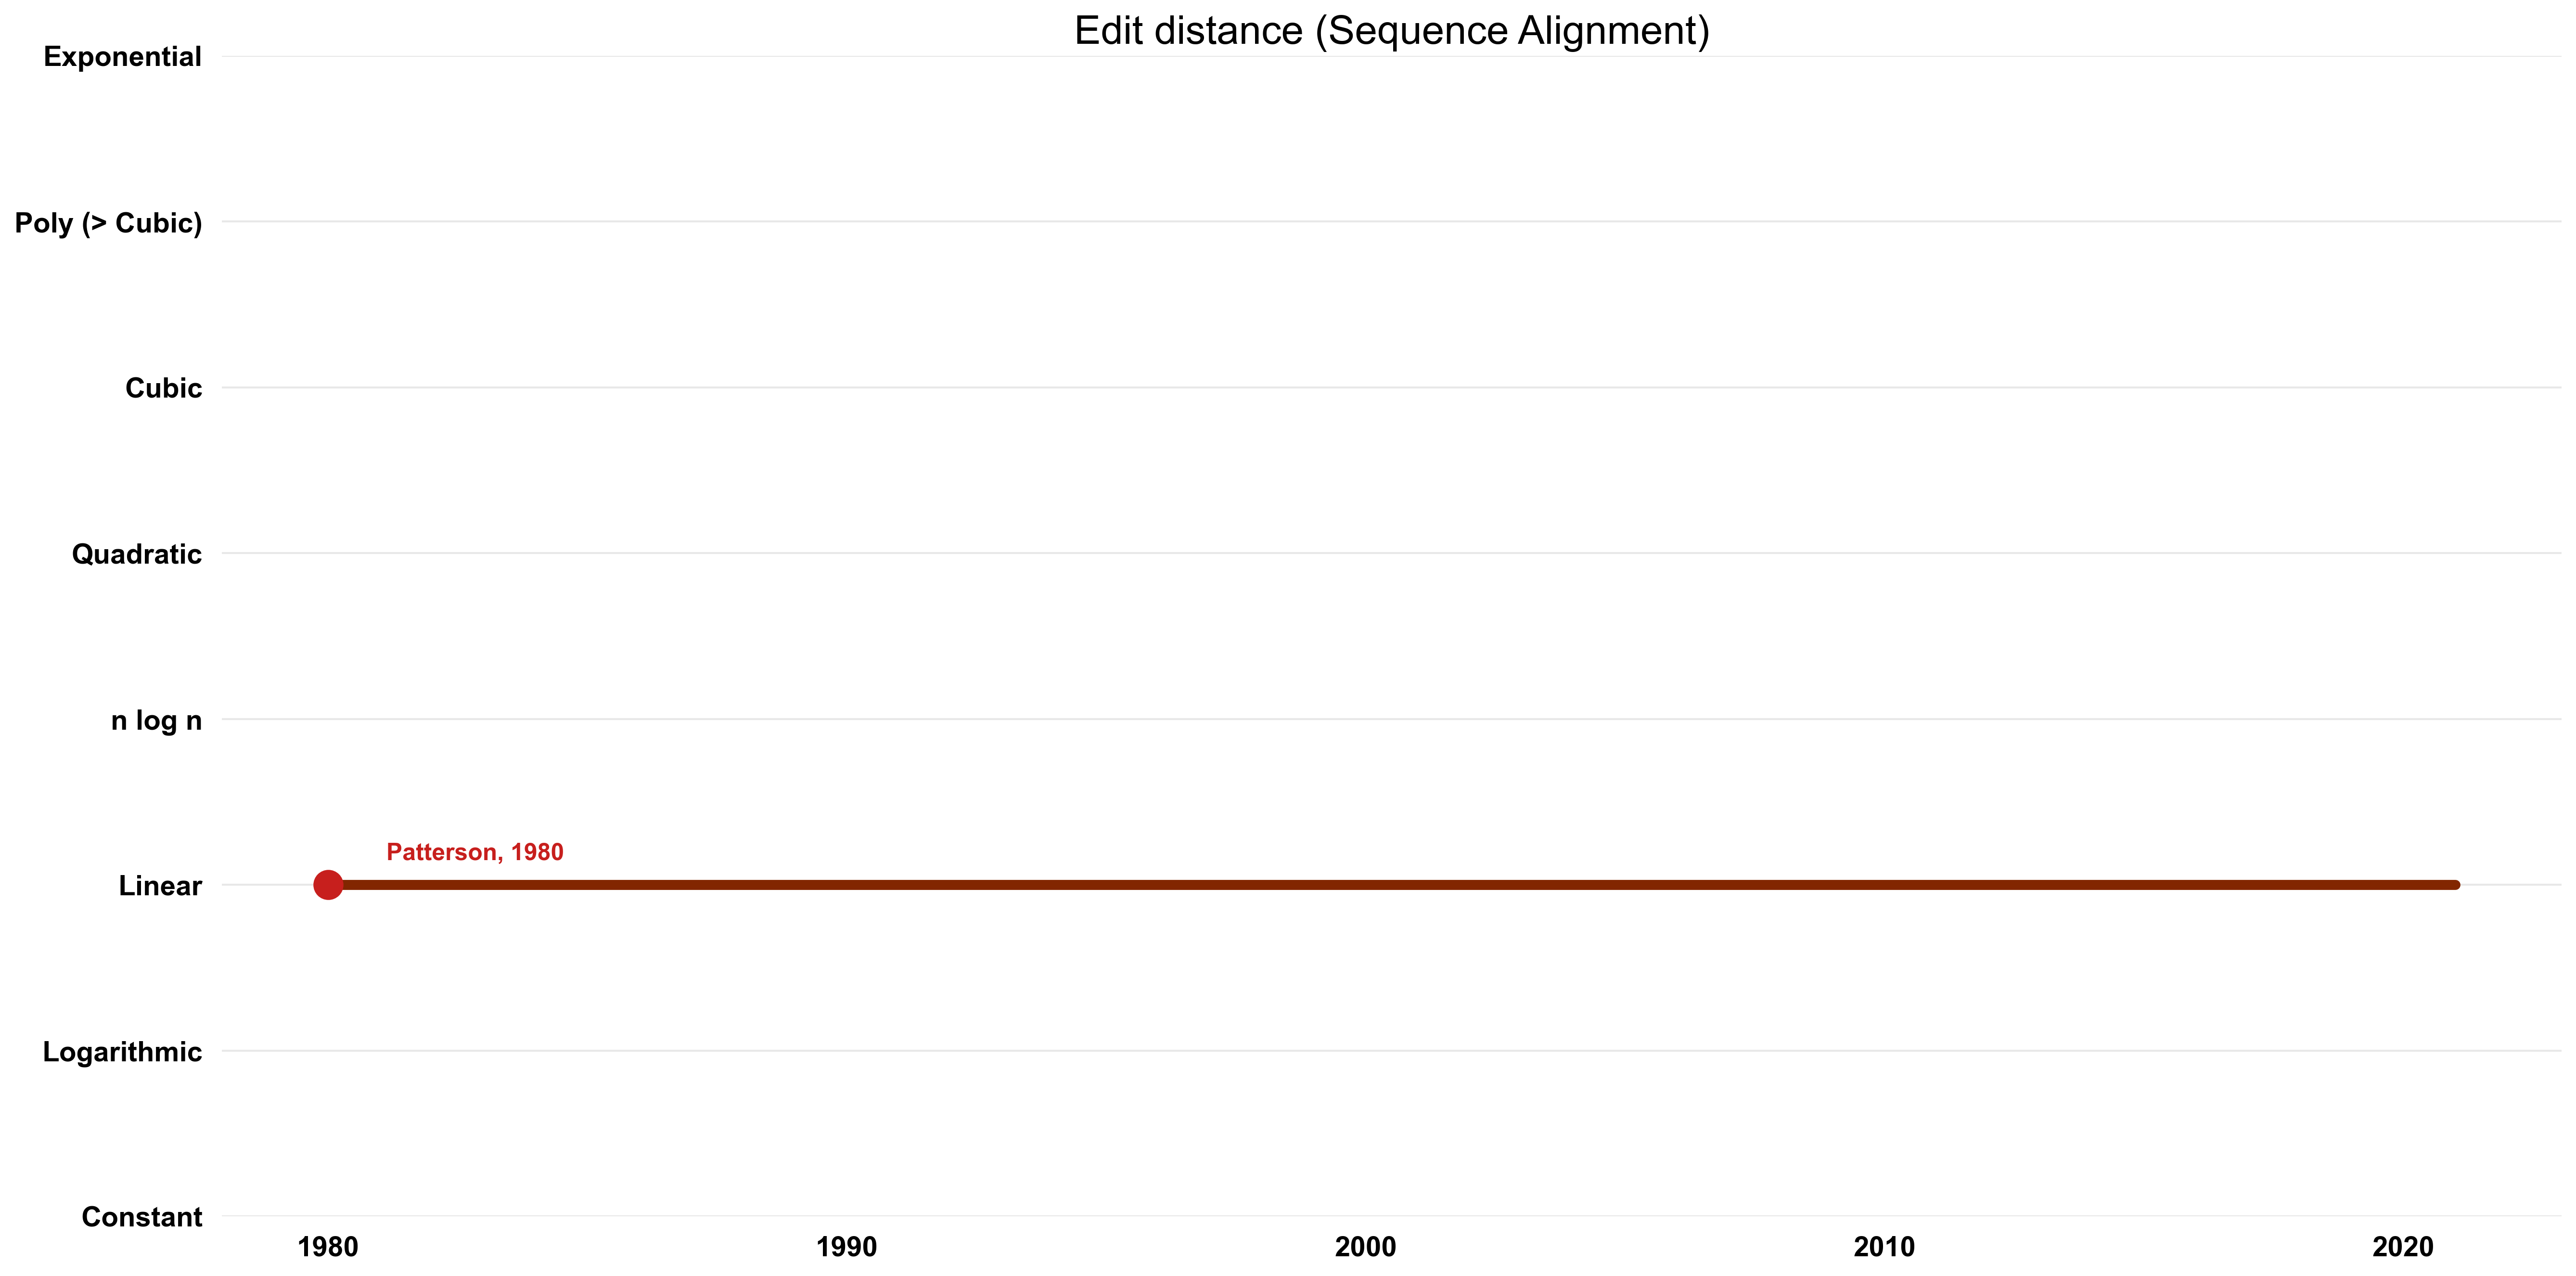 Edit distance (Sequence Alignment)
Exponential
Poly (> Cubic)
Cubic
Quadratic
n log n
Patterson, 1980
Linear
Logarithmic
Constant
1980 1990 2000 2010 2020